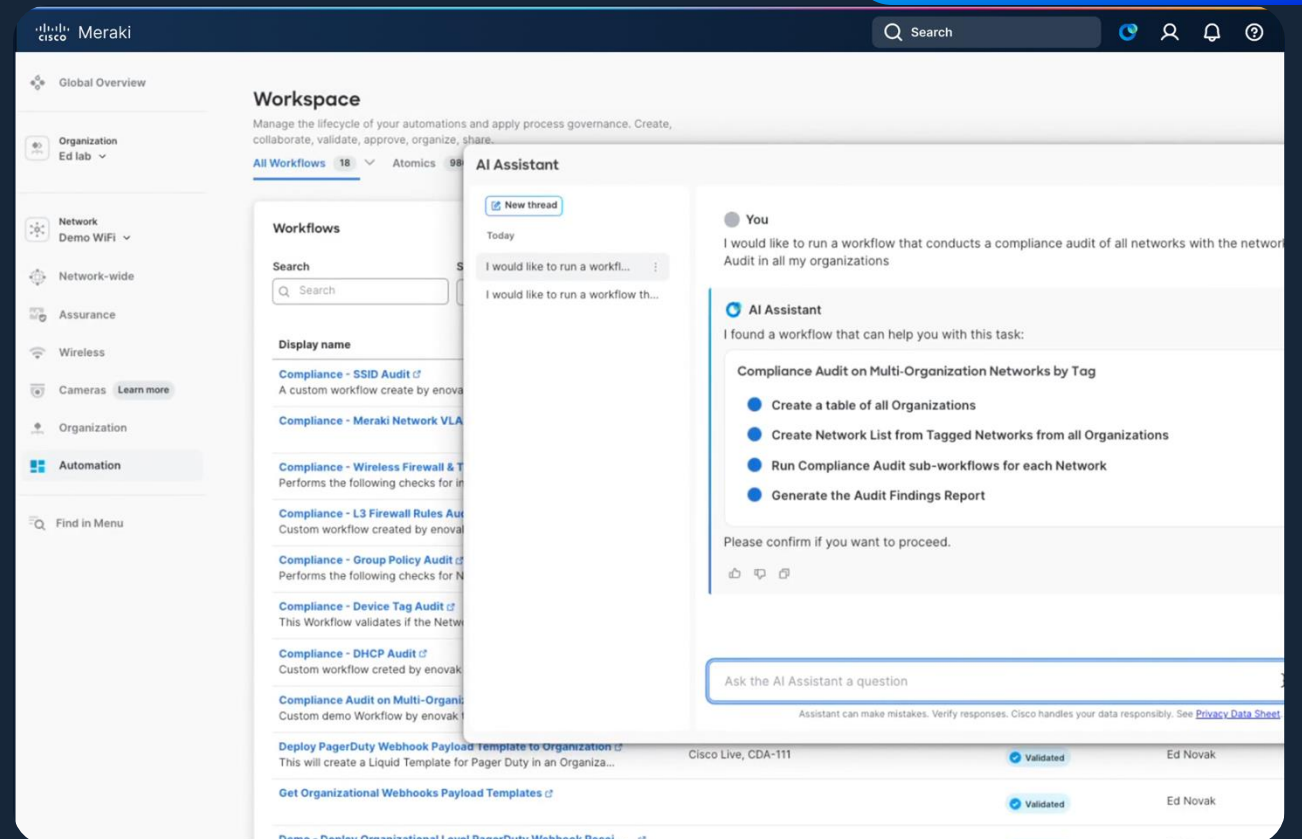 cisco Meraki
Search
Global Overview
Organization
Ed lab
Network
Demo WiFi
Network-wide
Assurance
Wireless
Cameras Learn more
Organization
Automation
Find in Menu
Workspace
Manage the lifecycle of your automations and apply process governance. Create,
collaborate, validate, approve, organize, share.
All Workflows 18 Atomics
Workflows
Search
Search
Display name
Compliance - SSID Audit
A custom workflow create by enova
Compliance - Meraki Network VLA
Compliance - Wireless Firewall & T
Performs the following checks for in
Compliance - L3 Firewall Rules Au
Custom workflow created by enova
Compliance - Group Policy Audit
Performs the following checks for N
Compliance - Device Tag Audit
This Workflow validates if the Netw
Compliance - DHCP Audit
Custom workflow creted by enovak
Compliance Audit on Multi-Organi
Custom demo Workflow by enovak
Deploy PagerDuty Webhook Payload Template to Organization
This will create a Liquid Template for Pager Duty in an Organiza...
Cisco Live, CDA-111
Validated
Ed Novak
Get Organizational Webhooks Payload Templates
Validated
Ed Novak
Demo - Deploy Organizational Level PagerDuty Webhook
AI Assistant
New thread
Today
I would like to run a workfl...
I would like to run a workflow th...
You
I would like to run a workflow that conducts a compliance audit of all networks with the networ
Audit in all my organizations
AI Assistant
I found a workflow that can help you with this task:
Compliance Audit on Multi-Organization Networks by Tag
Create a table of all Organizations
Create Network List from Tagged Networks from all Organizations
Run Compliance Audit sub-workflows for each Network
Generate the Audit Findings Report
Please confirm if you want to proceed.
Ask the AI Assistant a question
Assistant can make mistakes. Verify responses. Cisco handles your data responsibly. See Privacy Data Sheet.